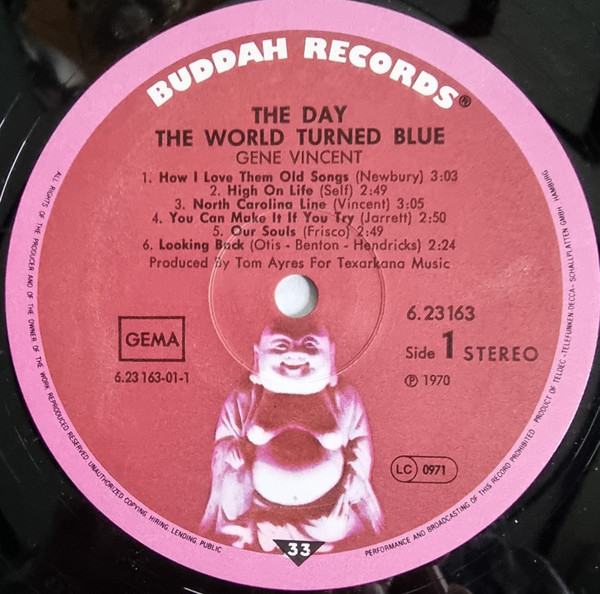 BUDDAH RECORDS®
THE DAY
THE WORLD TURNED BLUE
GENE VINCENT
1. How I Love Them Old Songs (Newbury) 3:03
2. High On Life (Self) 2:49
3. North Carolina Line (Vincent) 3:05
4. You Can Make It If You Try (Jarrett) 2:50
5. Our Souls (Frisco) 2:49
6. Looking Back (Otis - Benton - Hendricks) 2:24
Produced by Tom Ayres For Texarkana Music
GEMA
6.23 163-01-1
6.23163
Side 1 STEREO
℗ 1970
LC 0971
33
ALL RIGHTS OF THE PRODUCER AND OF THE OWNER OF THE WORK REPRODUCED RESERVED UNAUTHORIZED COPYING, HIRING, LENDING, PUBLIC
PERFORMANCE AND BROADCASTING OF THIS RECORD PROHIBITED PRODUCT OF TELDEC »TELEFUNKEN-DECCA« SCHALLPLATTEN GMBH HAMBURG